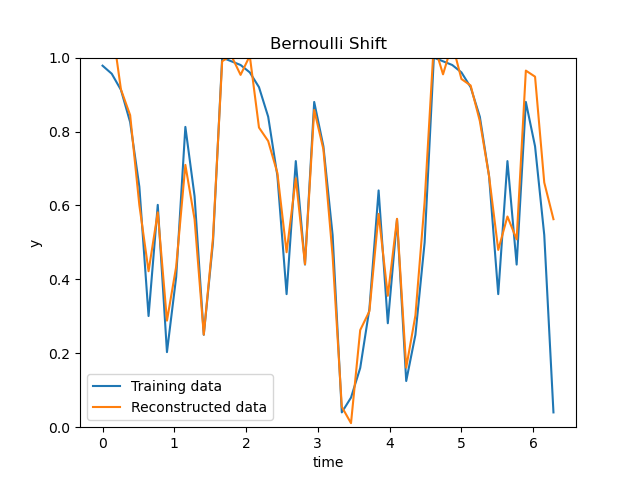 Bernoulli Shift
y
1.0
0.8
0.6
0.4
0.2
0.0
Training data
Reconstructed data
0 1 2 3 4 5 6
time